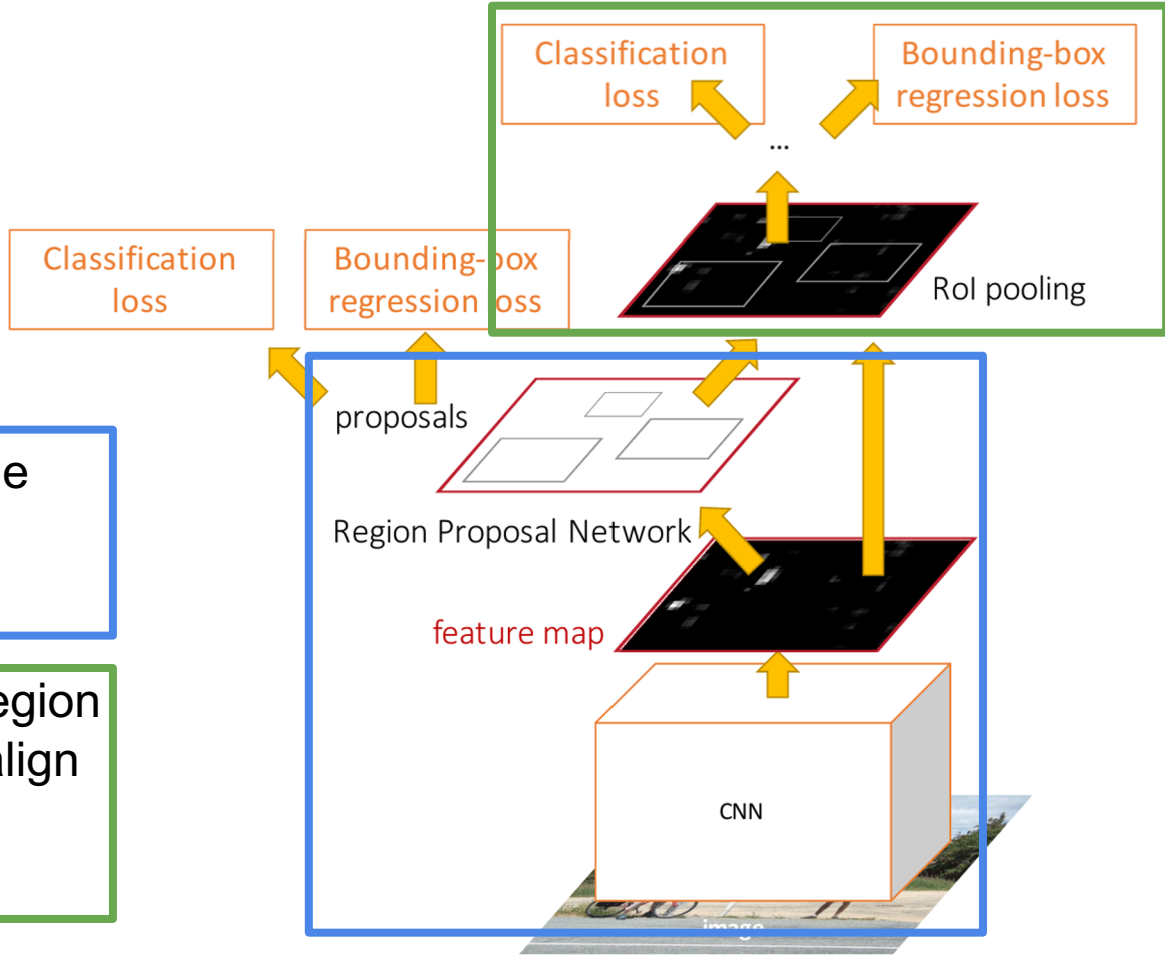 Classification
loss
Bounding-box
regression loss
...
Classification
loss
Bounding-box
regression loss
RoI pooling
proposals
e
Region Proposal Network
feature map
egion
align
CNN
image